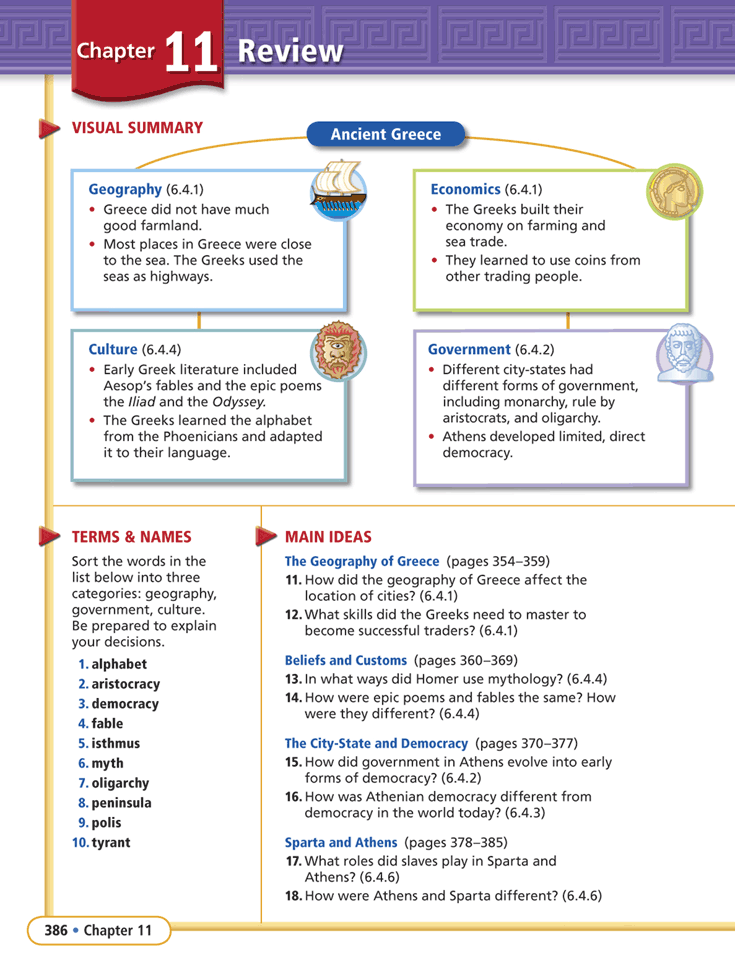 Chapter 11 Review
VISUAL SUMMARY
Ancient Greece
Geography (6.4.1)
• Greece did not have much
good farmland.
• Most places in Greece were close
to the sea. The Greeks used the
seas as highways.
Economics (6.4.1)
• The Greeks built their
economy on farming and
sea trade.
• They learned to use coins from
other trading people.
Culture (6.4.4)
• Early Greek literature included
Aesop's fables and the epic poems
the Iliad and the Odyssey.
• The Greeks learned the alphabet
from the Phoenicians and adapted
it to their language.
Government (6.4.2)
• Different city-states had
different forms of government,
including monarchy, rule by
aristocrats, and oligarchy.
• Athens developed limited, direct
democracy.
TERMS & NAMES
Sort the words in the
list below into three
categories: geography,
government, culture.
Be prepared to explain
your decisions.
1. alphabet
2. aristocracy
3. democracy
4. fable
5. isthmus
6. myth
7. oligarchy
8. peninsula
9. polis
10. tyrant
MAIN IDEAS
The Geography of Greece (pages 354–359)
11. How did the geography of Greece affect the
location of cities? (6.4.1)
12. What skills did the Greeks need to master to
become successful traders? (6.4.1)
Beliefs and Customs (pages 360–369)
13. In what ways did Homer use mythology? (6.4.4)
14. How were epic poems and fables the same? How
were they different? (6.4.4)
The City-State and Democracy (pages 370–377)
15. How did government in Athens evolve into early
forms of democracy? (6.4.2)
16. How was Athenian democracy different from
democracy in the world today? (6.4.3)
Sparta and Athens (pages 378–385)
17. What roles did slaves play in Sparta and
Athens? (6.4.6)
18. How were Athens and Sparta different? (6.4.6)
386 • Chapter 11